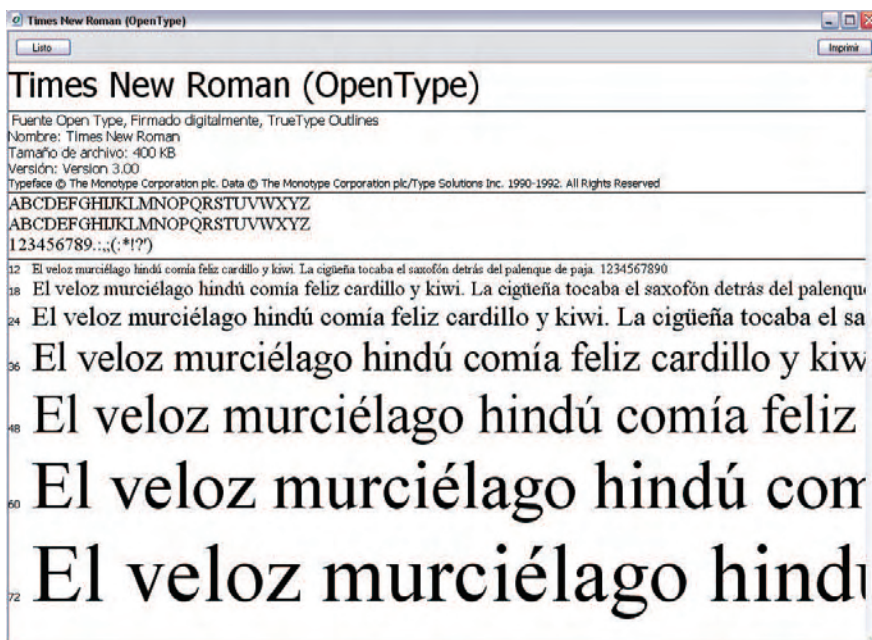 Times New Roman (OpenType)
Listo
Imprimir
Times New Roman (OpenType)
Fuente Open Type, Firmado digitalmente, TrueType Outlines
Nombre: Times New Roman
Tamaño de archivo: 400 KB
Versión: Version 3.00
Typeface © The Monotype Corporation plc. Data © The Monotype Corporation plc/Type Solutions Inc. 1990-1992. All Rights Reserved
ABCDEFGHIJKLMNOPQRSTUVWXYZ
ABCDEFGHIJKLMNOPQRSTUVWXYZ
123456789.:,;(:*!?')
12 El veloz murciélago hindú comía feliz cardillo y kiwi. La cigüeña tocaba el saxofón detrás del palenque de paja. 1234567890
18 El veloz murciélago hindú comía feliz cardillo y kiwi. La cigüeña tocaba el saxofón detrás del palenqu
24 El veloz murciélago hindú comía feliz cardillo y kiwi. La cigüeña tocaba el sa
36 El veloz murciélago hindú comía feliz cardillo y kiw
48 El veloz murciélago hindú comía feliz
60 El veloz murciélago hindú com
72 El veloz murciélago hind